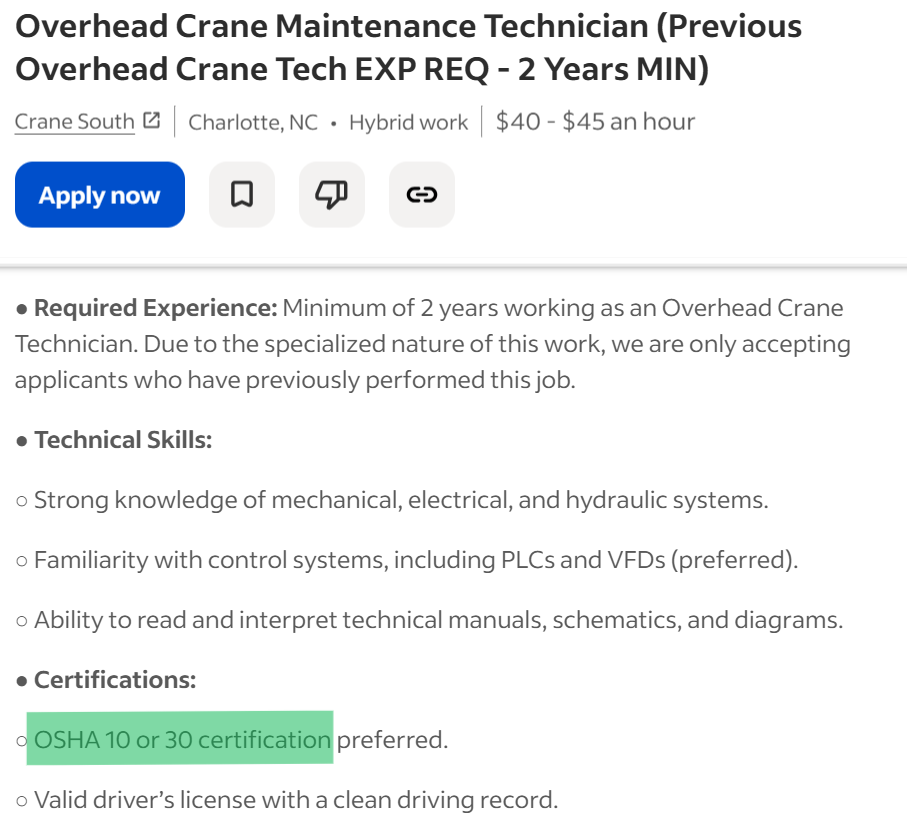 Overhead Crane Maintenance Technician (Previous
Overhead Crane Tech EXP REQ - 2 Years MIN)
Crane South Charlotte, NC • Hybrid work $40 - $45 an hour
Apply now
● Required Experience: Minimum of 2 years working as an Overhead Crane
Technician. Due to the specialized nature of this work, we are only accepting
applicants who have previously performed this job.
● Technical Skills:
○ Strong knowledge of mechanical, electrical, and hydraulic systems.
○ Familiarity with control systems, including PLCs and VFDs (preferred).
○ Ability to read and interpret technical manuals, schematics, and diagrams.
● Certifications:
○ OSHA 10 or 30 certification preferred.
○ Valid driver’s license with a clean driving record.